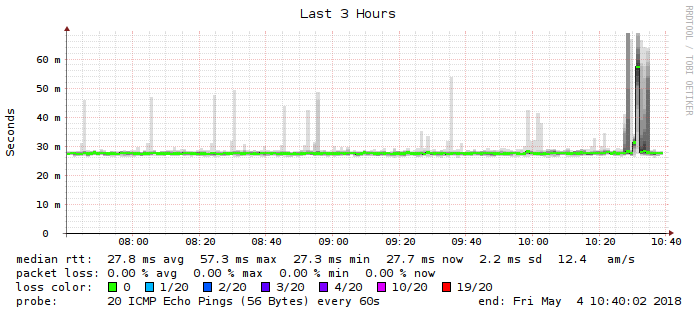 Last 3 Hours
RRDTOOL / TOBI OETIKER
Seconds
60 m
50 m
40 m
30 m
20 m
10 m
0
08:00 08:20 08:40 09:00 09:20 09:40 10:00 10:20 10:40
median rtt: 27.8 ms avg 57.3 ms max 27.3 ms min 27.7 ms now 2.2 ms sd 12.4 am/s
packet loss: 0.00 % avg 0.00 % max 0.00 % min 0.00 % now
loss color: 0 1/20 2/20 3/20 4/20 10/20 19/20
probe: 20 ICMP Echo Pings (56 Bytes) every 60s end: Fri May 4 10:40:02 2018